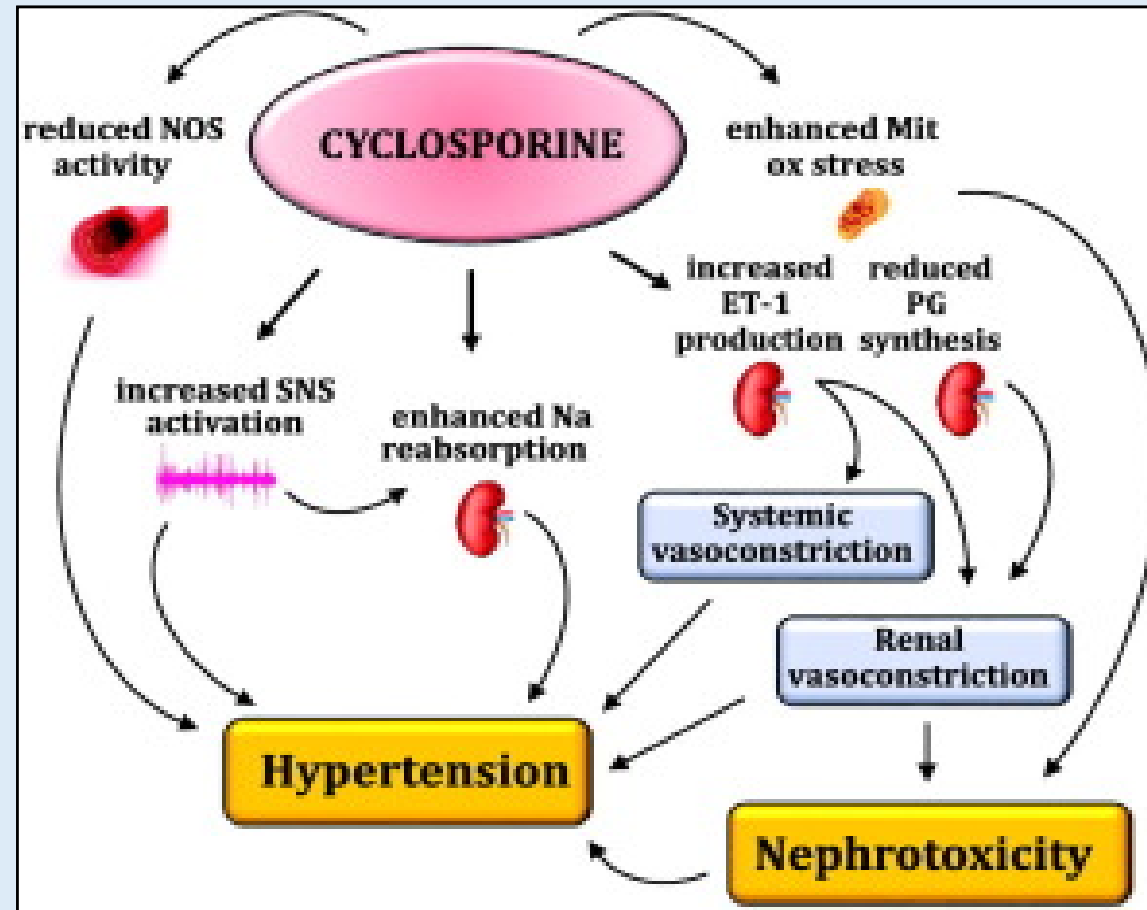 CYCLOSPORINE
reduced NOS
activity
enhanced Mit
ox stress
increased
ET-1
production
reduced
PG
synthesis
increased SNS
activation
enhanced Na
reabsorption
Systemic
vasoconstriction
Renal
vasoconstriction
Hypertension
Nephrotoxicity